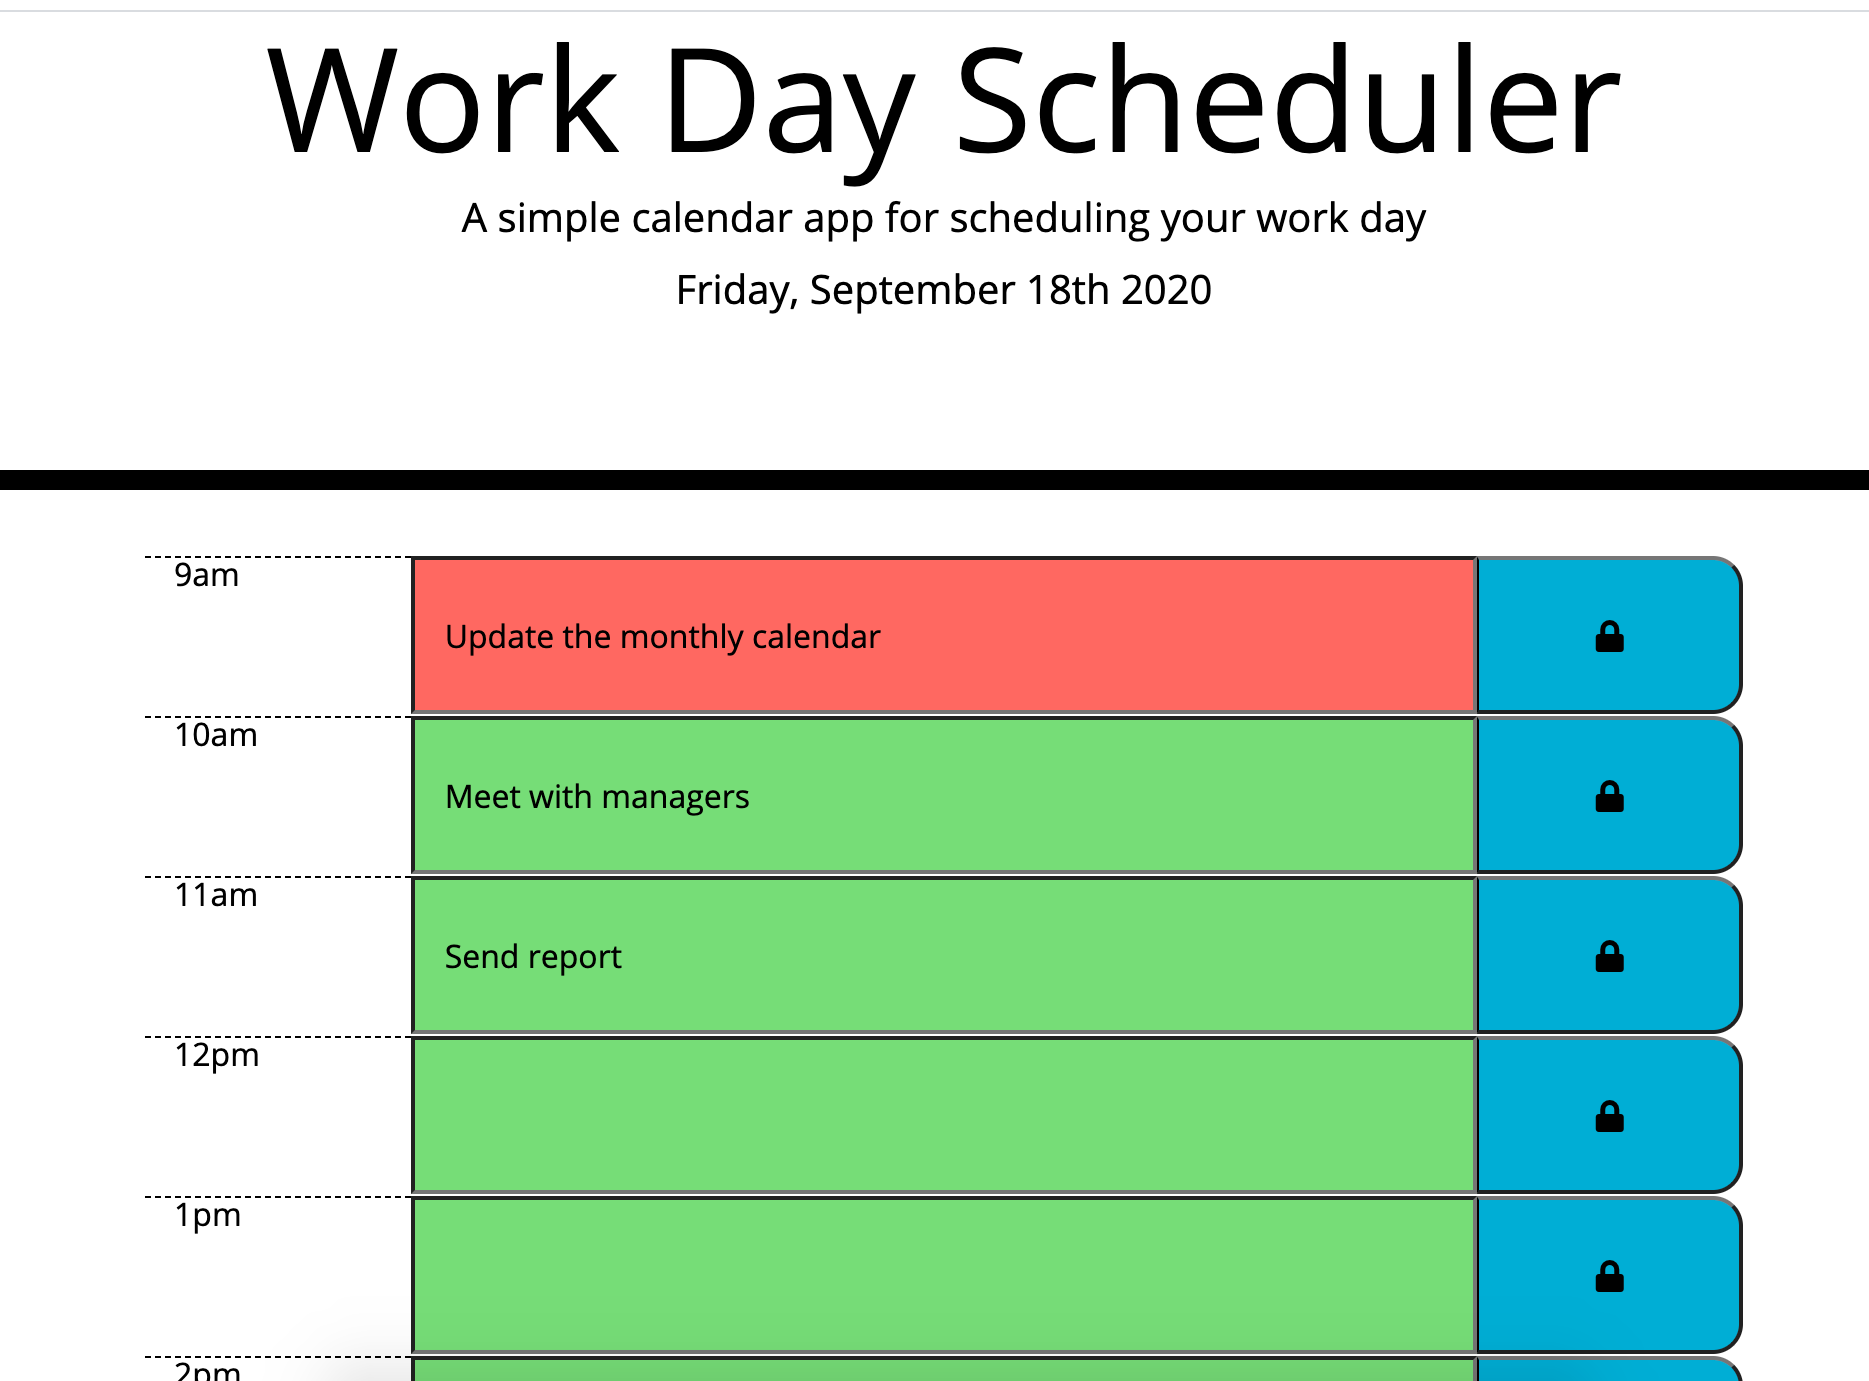 Work Day Scheduler
A simple calendar app for scheduling your work day
Friday, September 18th 2020
9am
Update the monthly calendar
10am
Meet with managers
11am
Send report
12pm
1pm
2pm